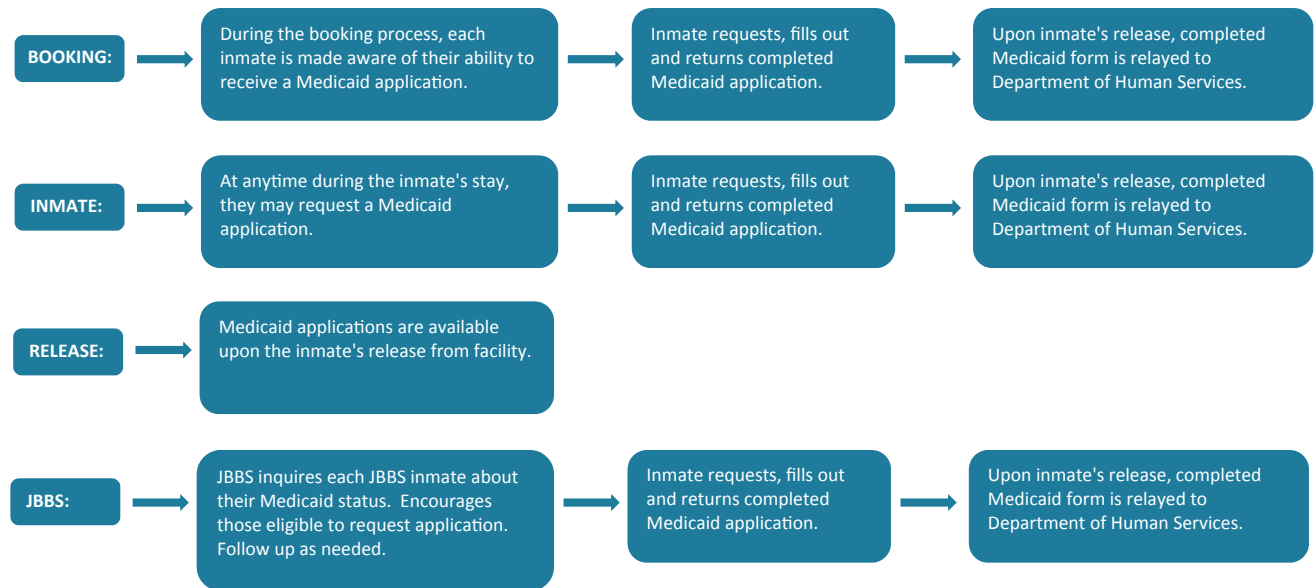 BOOKING:
During the booking process, each
inmate is made aware of their ability to
receive a Medicaid application.
Inmate requests, fills out
and returns completed
Medicaid application.
Upon inmate's release, completed
Medicaid form is relayed to
Department of Human Services.
INMATE:
At anytime during the inmate's stay,
they may request a Medicaid
application.
Inmate requests, fills out
and returns completed
Medicaid application.
Upon inmate's release, completed
Medicaid form is relayed to
Department of Human Services.
RELEASE:
Medicaid applications are available
upon the inmate's release from facility.
JBBS:
JBBS inquires each JBBS inmate about
their Medicaid status.  Encourages
those eligible to request application.
Follow up as needed.
Inmate requests, fills out
and returns completed
Medicaid application.
Upon inmate's release, completed
Medicaid form is relayed to
Department of Human Services.